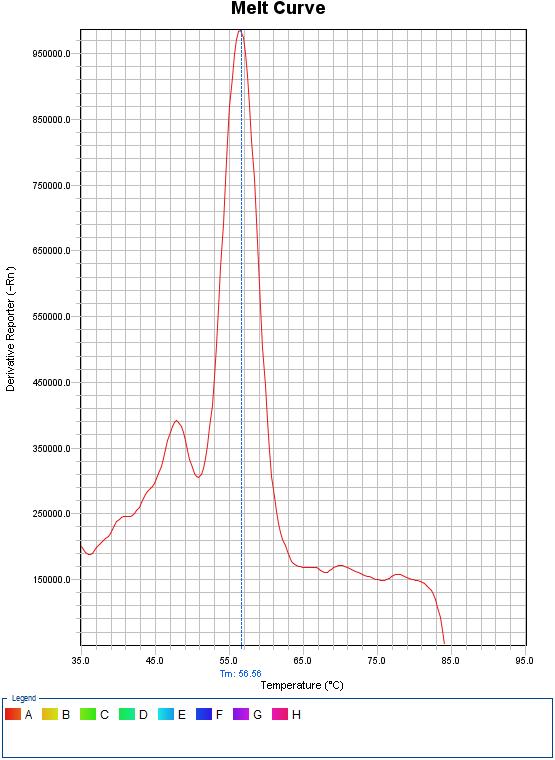 Melt Curve
Derivative Reporter (-Rn')
950000.0
850000.0
750000.0
650000.0
550000.0
450000.0
350000.0
250000.0
150000.0
35.0 45.0 55.0 65.0 75.0 85.0 95.0
Tm: 56.56
Temperature (°C)
Legend
A B C D E F G H